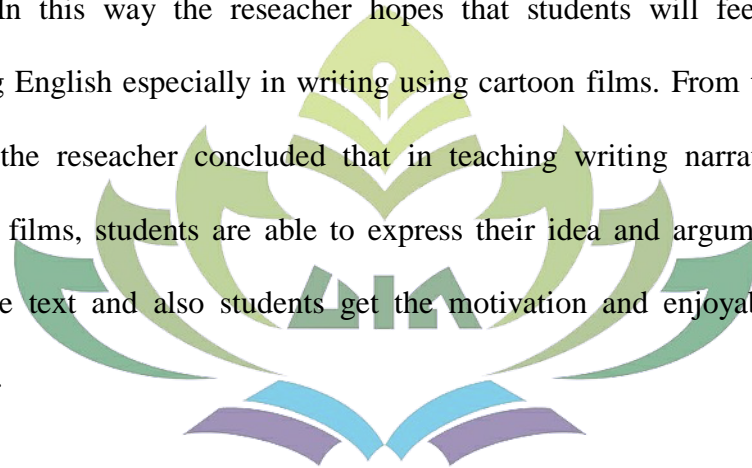 In this way the reseacher hopes that students will fee
g English especially in writing using cartoon films. From
the reseacher concluded that in teaching writing narra
films, students are able to express their idea and argum
e text and also students get the motivation and enjoya
.